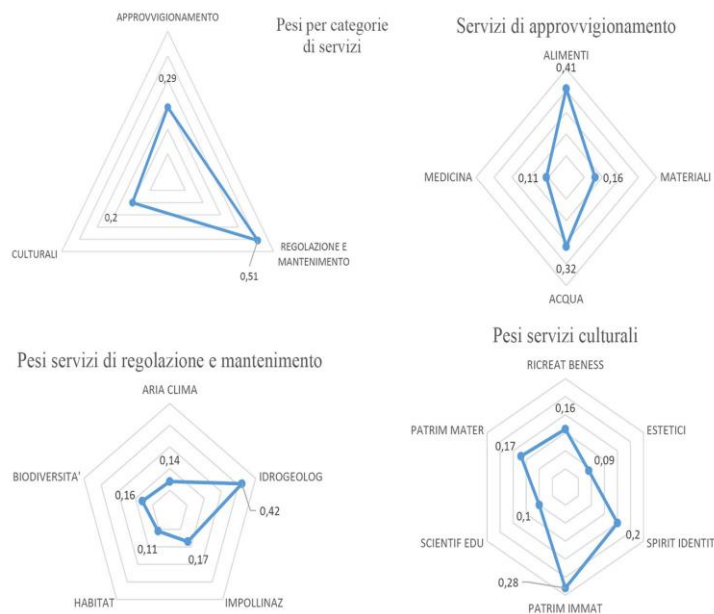 APPROVVIGIONAMENTO
Pesi per categorie
di servizi
0,29
0,2
CULTURALI
REGOLAZIONE E
MANTENIMENTO
0,51
Servizi di approvvigionamento
ALIMENTI
0,41
MEDICINA
0,11
0,16
MATERIALI
0,32
ACQUA
Pesi servizi di regolazione e mantenimento
ARIA CLIMA
0,14
BIODIVERSITA'
IDROGEOLOG
0,16
0,42
0,11
0,17
HABITAT
IMPOLLINAZ
Pesi servizi culturali
RICREAT BENESS
0,16
PATRIM MATER
ESTETICI
0,17
0,09
0,1
0,2
SCIENTIF EDU
SPIRIT IDENTIT
0,28
PATRIM IMMAT